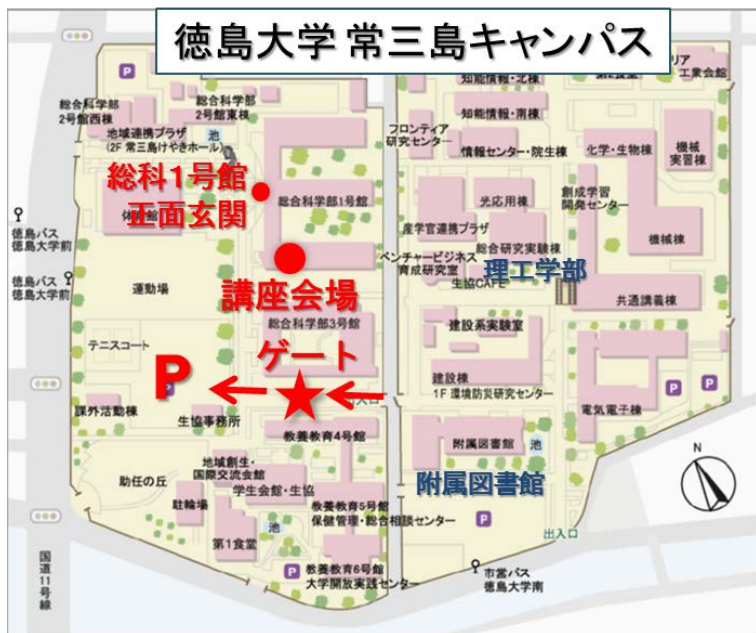 徳島大学 常三島キャンパス
P
総合科学部
2号館西棟
総合科学部
2号館東棟
地域連携プラザ
(2F 常三島けやきホール)
池
総科1号館
正面玄関
総合科学部1号館
徳島バス
徳島大学前
徳島バス
徳島大学前
講座会場
運動場
総合科学部3号館
テニスコート
ゲート
P
出入口
課外活動棟
生協事務所
教養教育4号館
地域創生・
国際交流会館
助任の丘
学生会館・生協
駐輪場
教養教育5号館
保健管理・総合相談センター
池
第1食堂
P
教養教育6号館
大学開放実践センター
国道11号線
知能情報・北棟
工業会館
知能情報・南棟
フロンティア
研究センター
情報センター・院生棟
化学・生物棟
機械
実習棟
光応用棟
創成学習
開発センター
産学官連携プラザ
総合研究実験棟
機械棟
ベンチャービジネス
育成研究室
理工学部
生協CAFE
共通講義棟
建設系実験室
建設棟
1F 環境防災研究センター
P
P
電気電子棟
附属図書館
池
附属図書館
P
出入口
N
市営バス
徳島大学南